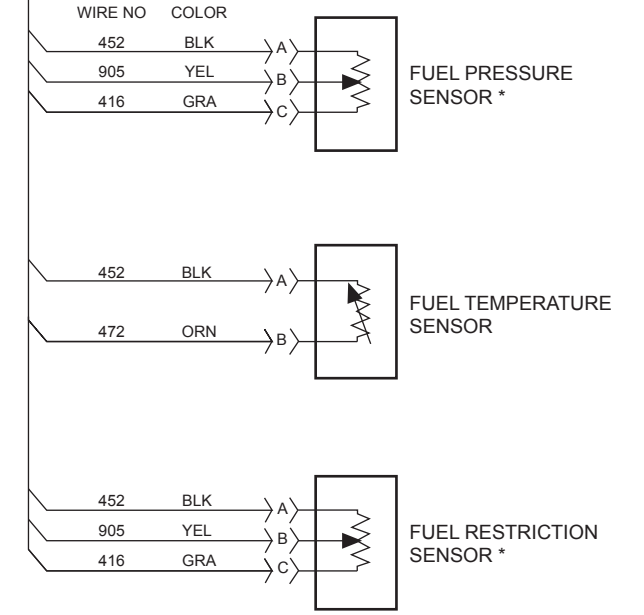 WIRE NO COLOR
452 BLK A
905 YEL B
416 GRA C
FUEL PRESSURE
SENSOR *
452 BLK A
472 ORN B
FUEL TEMPERATURE
SENSOR
452 BLK A
905 YEL B
416 GRA C
FUEL RESTRICTION
SENSOR *